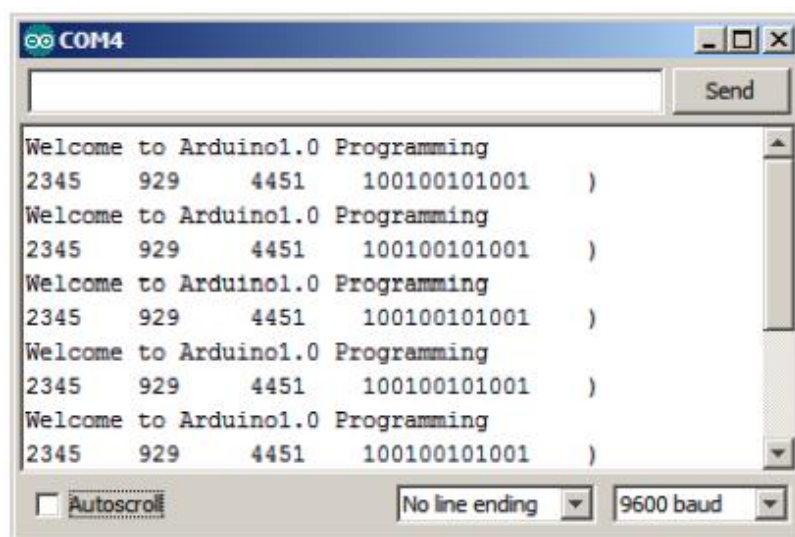 COM4
Send
Welcome to Arduino1.0 Programming
2345 929 4451 100100101001 )
Welcome to Arduino1.0 Programming
2345 929 4451 100100101001 )
Welcome to Arduino1.0 Programming
2345 929 4451 100100101001 )
Welcome to Arduino1.0 Programming
2345 929 4451 100100101001 )
Welcome to Arduino1.0 Programming
2345 929 4451 100100101001 )
Autoscroll No line ending 9600 baud